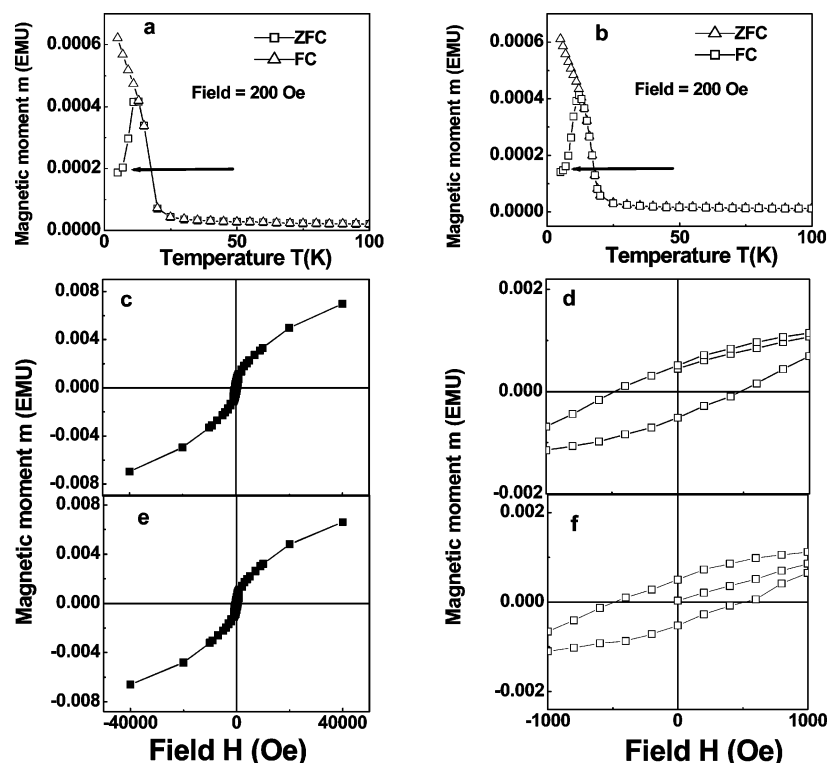 a
ZFC
FC
Field = 200 Oe
Magnetic moment m (EMU)
0.0006
0.0004
0.0002
0.0000
0
50
100
Temperature T(K)
b
ZFC
FC
Field = 200 Oe
Magnetic moment m (EMU)
0.0006
0.0004
0.0002
0.0000
0
50
100
Temperature T(K)
c
0.008
0.004
0.000
-0.004
-0.008
Magnetic moment m (EMU)
d
0.002
0.000
-0.002
Magnetic moment m (EMU)
e
0.008
0.004
0.000
-0.004
-0.008
-40000
0
40000
Field H (Oe)
f
0.002
0.000
-0.002
-1000
0
1000
Field H (Oe)